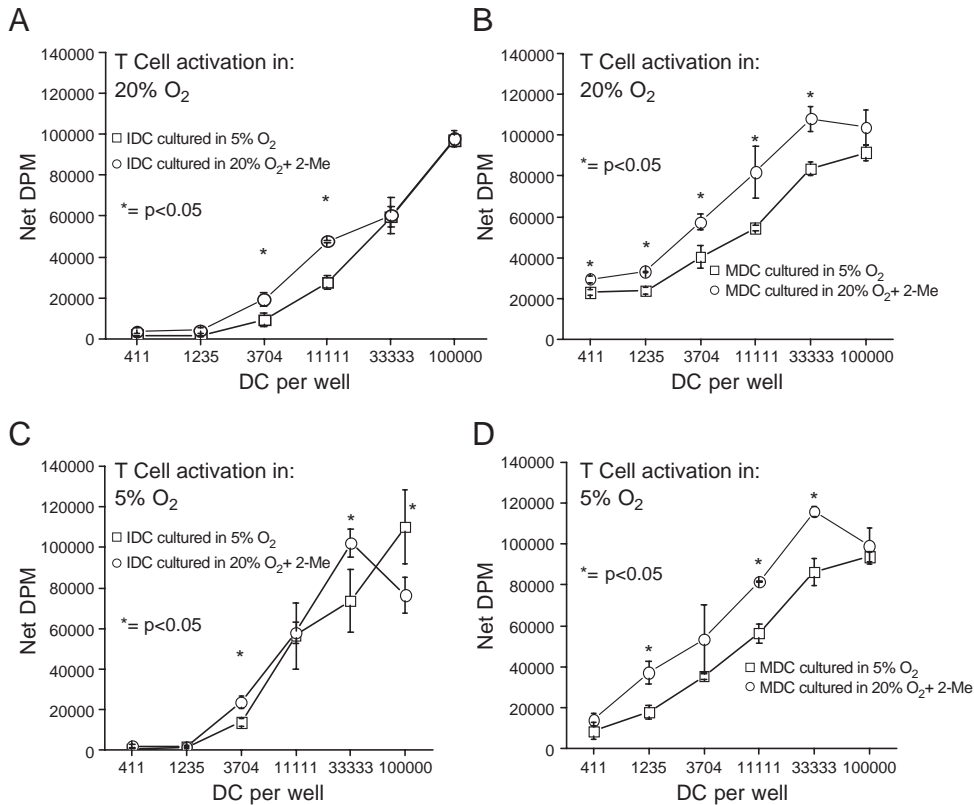 A
T Cell activation in:
20% O2
IDC cultured in 5% O2
IDC cultured in 20% O2+ 2-Me
*= p<0.05
* *
Net DPM
140000
120000
100000
80000
60000
40000
20000
0
411 1235 3704 11111 33333 100000
DC per well
B
T Cell activation in:
20% O2
*= p<0.05
* * * * *
MDC cultured in 5% O2
MDC cultured in 20% O2+ 2-Me
Net DPM
140000
120000
100000
80000
60000
40000
20000
0
411 1235 3704 11111 33333 100000
DC per well
C
T Cell activation in:
5% O2
IDC cultured in 5% O2
IDC cultured in 20% O2+ 2-Me
*= p<0.05
* * *
Net DPM
140000
120000
100000
80000
60000
40000
20000
0
411 1235 3704 11111 33333 100000
DC per well
D
T Cell activation in:
5% O2
*= p<0.05
* * *
MDC cultured in 5% O2
MDC cultured in 20% O2+ 2-Me
Net DPM
140000
120000
100000
80000
60000
40000
20000
0
411 1235 3704 11111 33333 100000
DC per well